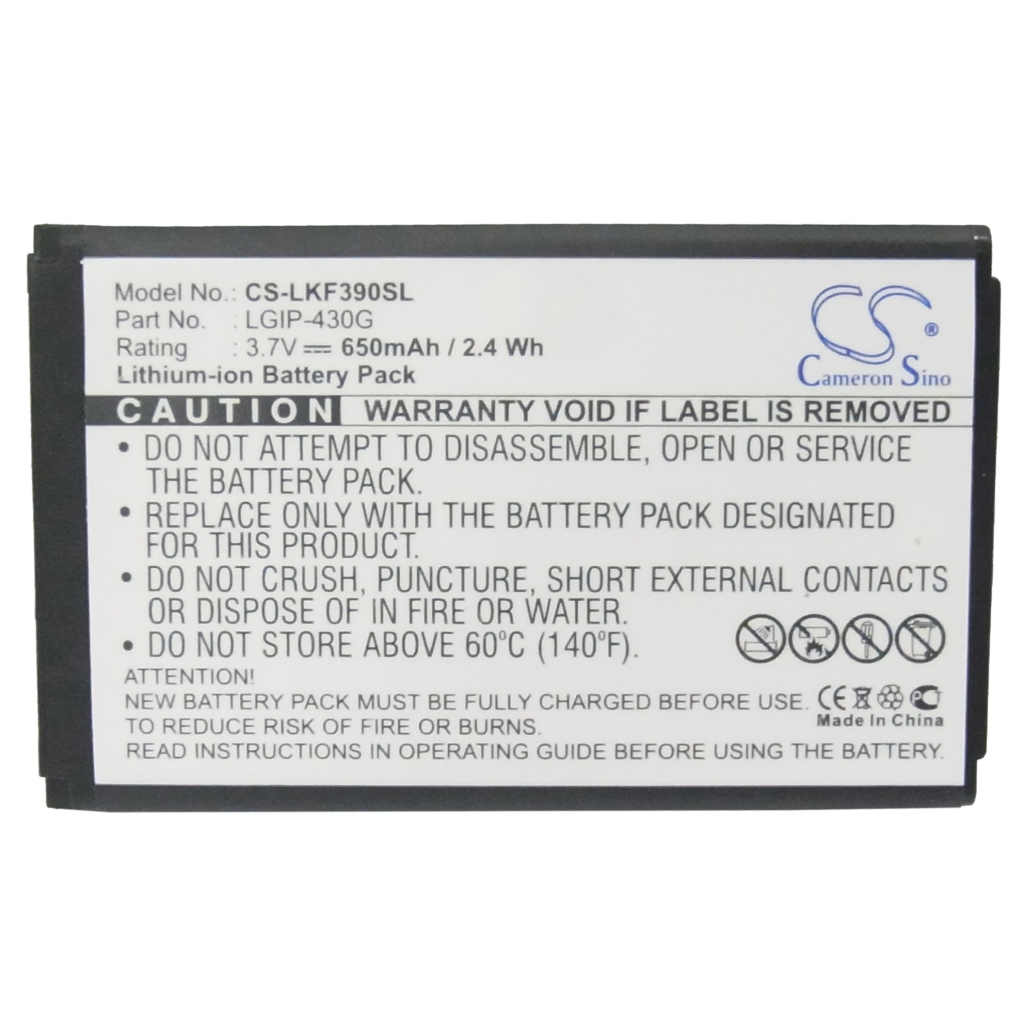 Model No.: CS-LKF390SL
Part No. : LGIP-430G
Rating : 3.7V 650mAh / 2.4 Wh
Lithium-ion Battery Pack
CS®
Cameron Sino
CAUTION WARRANTY VOID IF LABEL IS REMOVED
• DO NOT ATTEMPT TO DISASSEMBLE, OPEN OR SERVICE
THE BATTERY PACK.
• REPLACE ONLY WITH THE BATTERY PACK DESIGNATED
FOR THIS PRODUCT.
• DO NOT CRUSH, PUNCTURE, SHORT EXTERNAL CONTACTS
OR DISPOSE OF IN FIRE OR WATER.
• DO NOT STORE ABOVE 60°C (140°F).
ATTENTION!
NEW BATTERY PACK MUST BE FULLY CHARGED BEFORE USE.
TO REDUCE RISK OF FIRE OR BURNS.
READ INSTRUCTIONS IN OPERATING GUIDE BEFORE USE THE BATTERY.
CE
Made In China